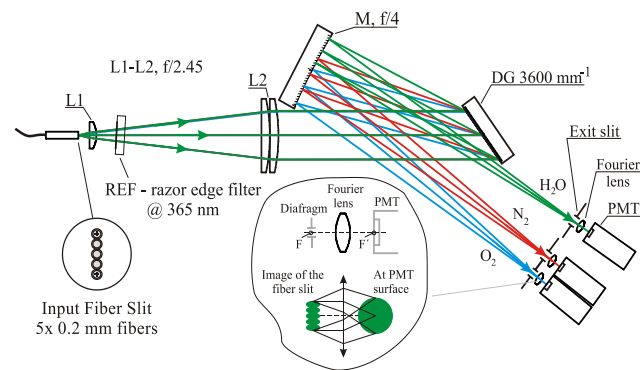 M, f/4
L1-L2, f/2.45
L1
L2
DG 3600 mm⁻¹
REF - razor edge filter
@ 365 nm
Exit slit
Fourier
lens
PMT
H₂O
N₂
O₂
Input Fiber Slit
5x 0.2 mm fibers
Fourier
lens
Diafragm
PMT
F
F´
Image of the
fiber slit
At PMT
surface